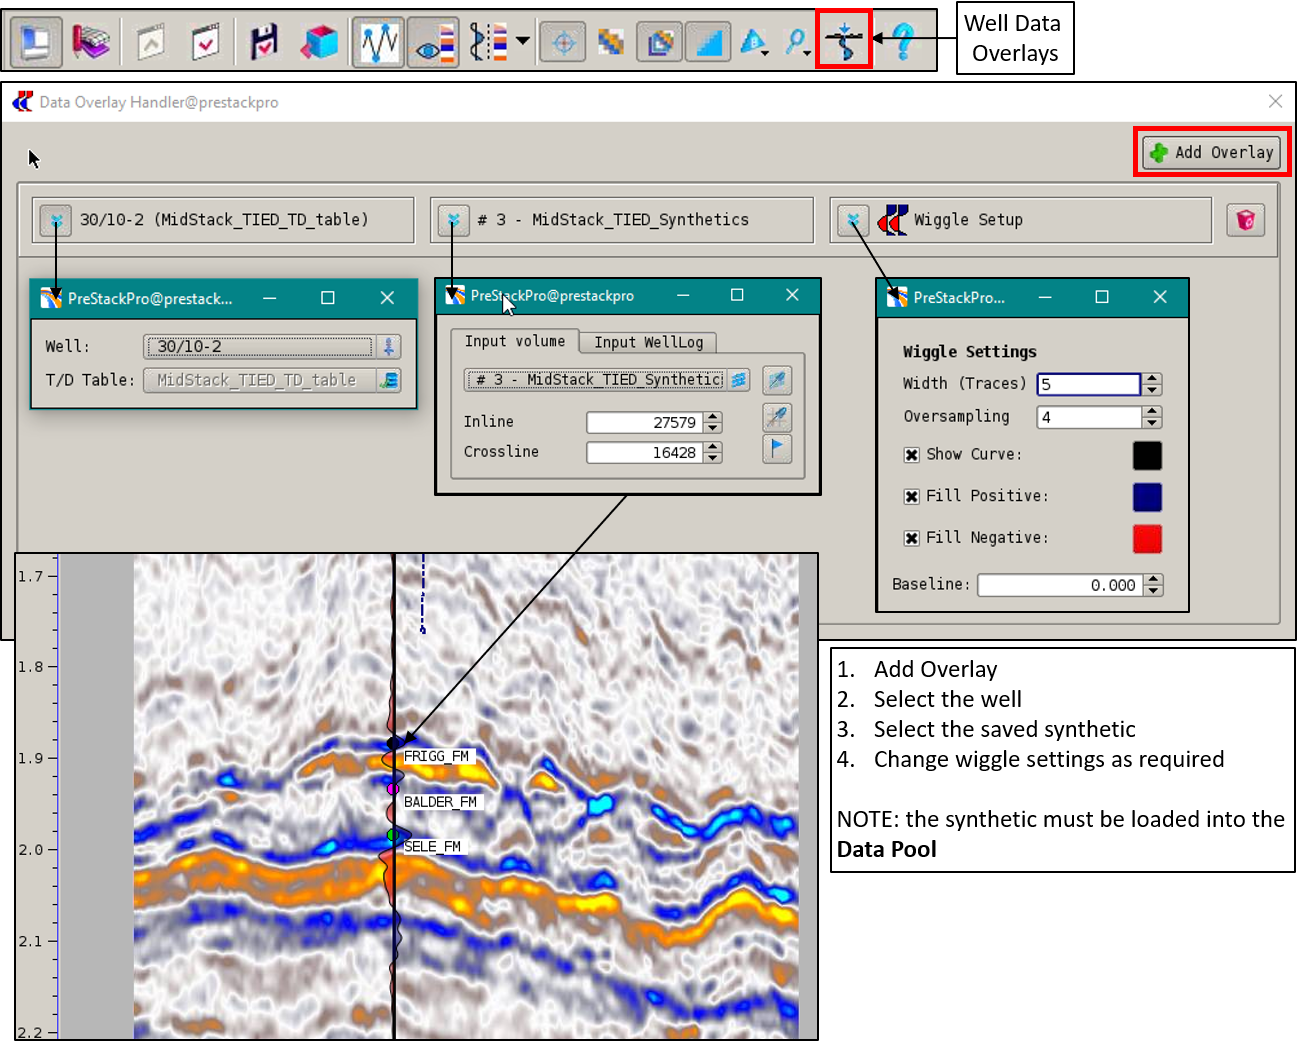 Well Data
Overlays
Data Overlay Handler@prestackpro
Add Overlay
30/10-2 (MidStack_TIED_TD_table)
# 3 - MidStack_TIED_Synthetics
Wiggle Setup
PreStackPro@prestack...
Well:
30/10-2
T/D Table:
MidStack_TIED_TD_table
PreStackPro@prestackpro
Input volume
Input WellLog
# 3 - MidStack_TIED_Synthetic
Inline
27579
Crossline
16428
PreStackPro...
Wiggle Settings
Width (Traces)
5
Oversampling
4
Show Curve:
Fill Positive:
Fill Negative:
Baseline:
0.000
1.7
1.8
1.9
2.0
2.1
2.2
FRIGG_FM
BALDER_FM
SELE_FM
1. Add Overlay
2. Select the well
3. Select the saved synthetic
4. Change wiggle settings as required
NOTE: the synthetic must be loaded into the
Data Pool